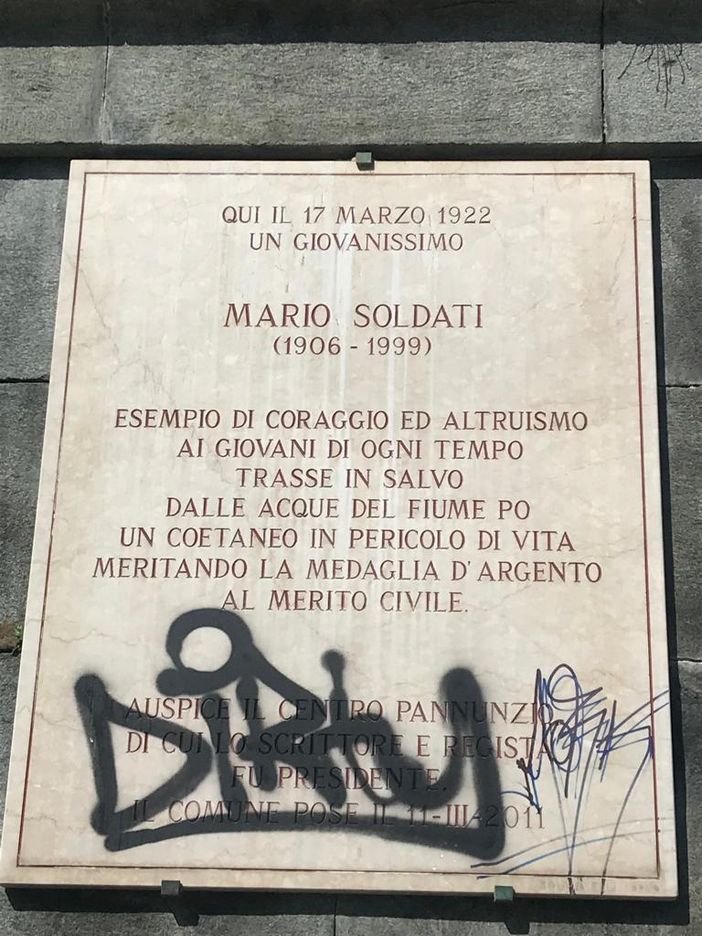 QUI IL 17 MARZO 1922
UN GIOVANISSIMO
MARIO SOLDATI
(1906 - 1999)
ESEMPIO DI CORAGGIO ED ALTRUISMO
AI GIOVANI DI OGNI TEMPO
TRASSE IN SALVO
DALLE ACQUE DEL FIUME PO
UN COETANEO IN PERICOLO DI VITA
MERITANDO LA MEDAGLIA D'ARGENTO
AL MERITO CIVILE.
AUSPICE IL CENTRO PANNUNZIO
DI CUI LO SCRITTORE E REGISTA
FU PRESIDENTE.
IL COMUNE POSE IL 11-III-2011